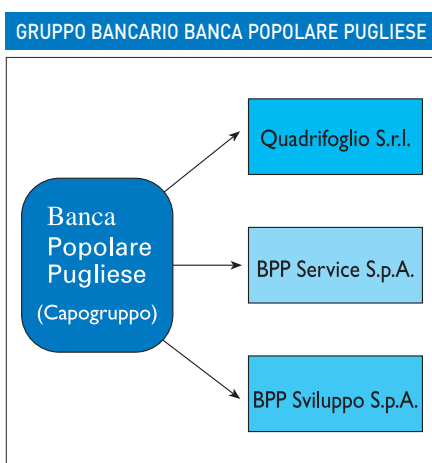 GRUPPO BANCARIO BANCA POPOLARE PUGLIESE
Quadrifoglio S.r.l.
Banca
Popolare
Pugliese
(Capogruppo)
BPP Service S.p.A.
BPP Sviluppo S.p.A.